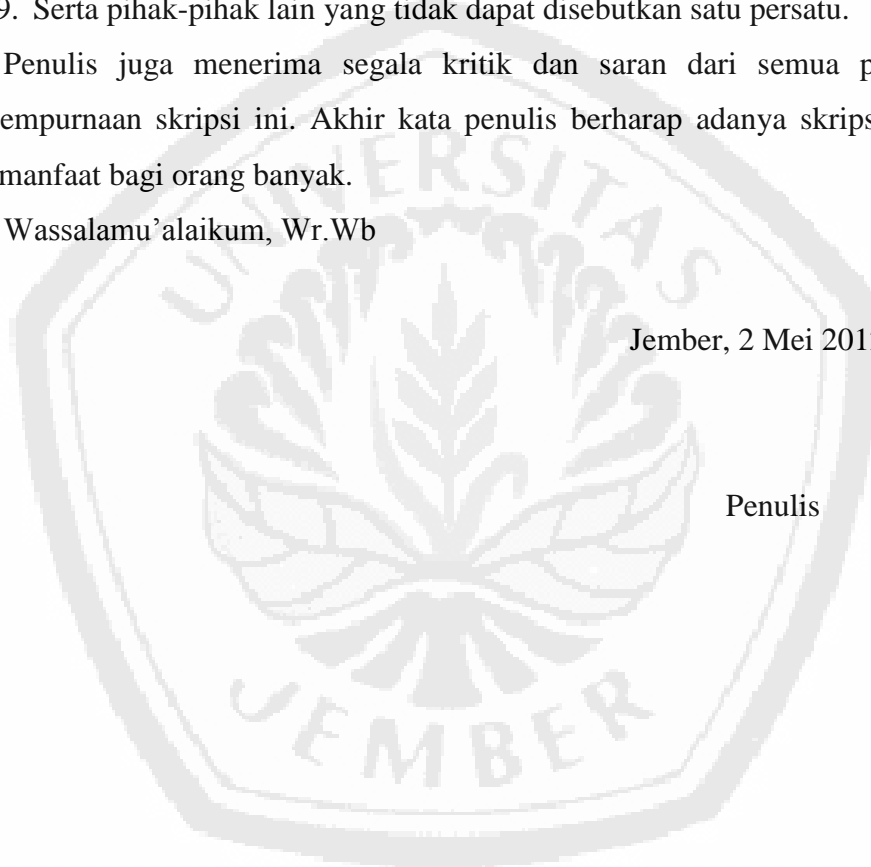 9. Serta pihak-pihak lain yang tidak dapat disebutkan satu persatu.
Penulis juga menerima segala kritik dan saran dari semua
empurnaan skripsi ini. Akhir kata penulis berharap adanya
manfaat bagi orang banyak.
Wassalamu’alaikum, Wr.Wb
UNIVERSITAS
Jember, 2 Mei
Penulis
JEMBER